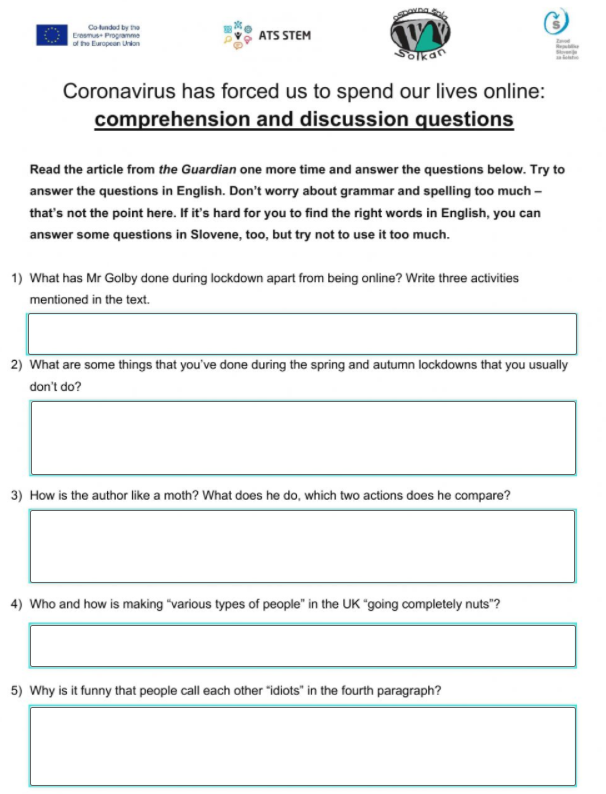 Co-funded by the
Erasmus+ Programme
of the European Union
ATS STEM
osnovna šola
Solkan
Zavod
Republike
Slovenije
za šolstvo
Coronavirus has forced us to spend our lives online:
comprehension and discussion questions
Read the article from the Guardian one more time and answer the questions below. Try to
answer the questions in English. Don’t worry about grammar and spelling too much –
that’s not the point here. If it’s hard for you to find the right words in English, you can
answer some questions in Slovene, too, but try not to use it too much.
1) What has Mr Golby done during lockdown apart from being online? Write three activities
mentioned in the text.
2) What are some things that you’ve done during the spring and autumn lockdowns that you usually
don’t do?
3) How is the author like a moth? What does he do, which two actions does he compare?
4) Who and how is making “various types of people” in the UK “going completely nuts”?
5) Why is it funny that people call each other “idiots” in the fourth paragraph?